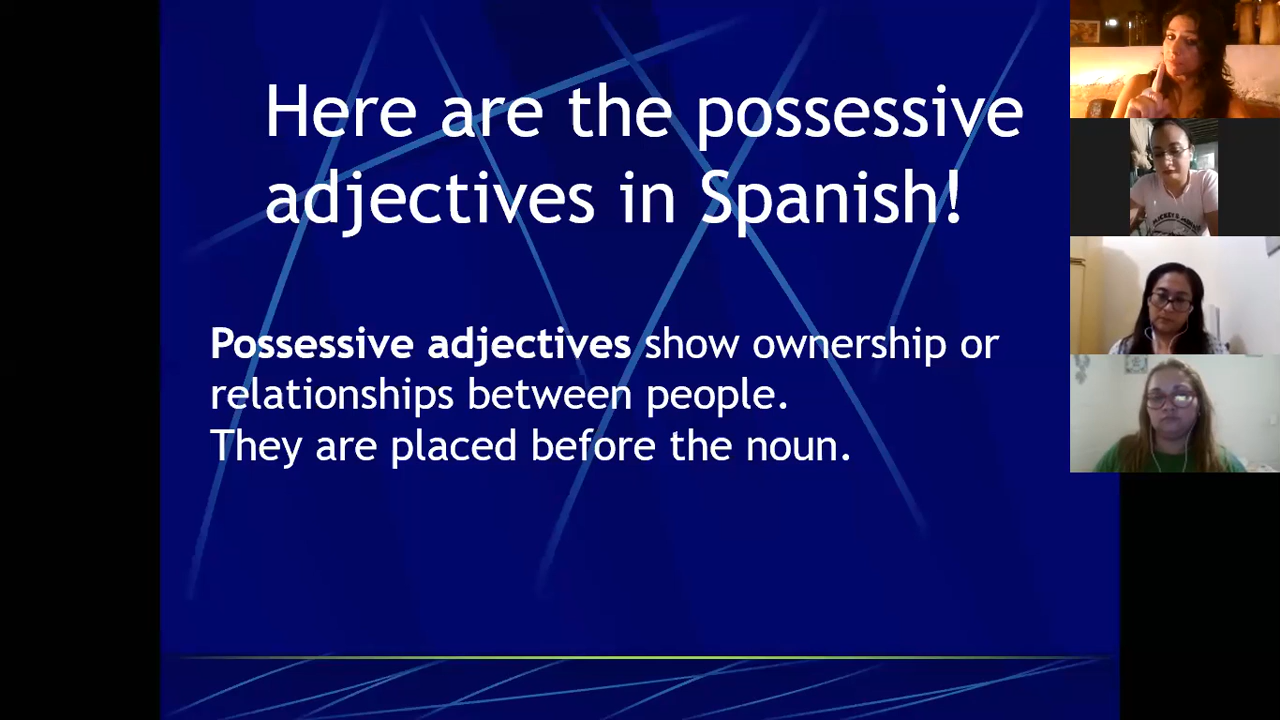 Here are the possessive
adjectives in Spanish!
Possessive adjectives show ownership or
relationships between people.
They are placed before the noun.